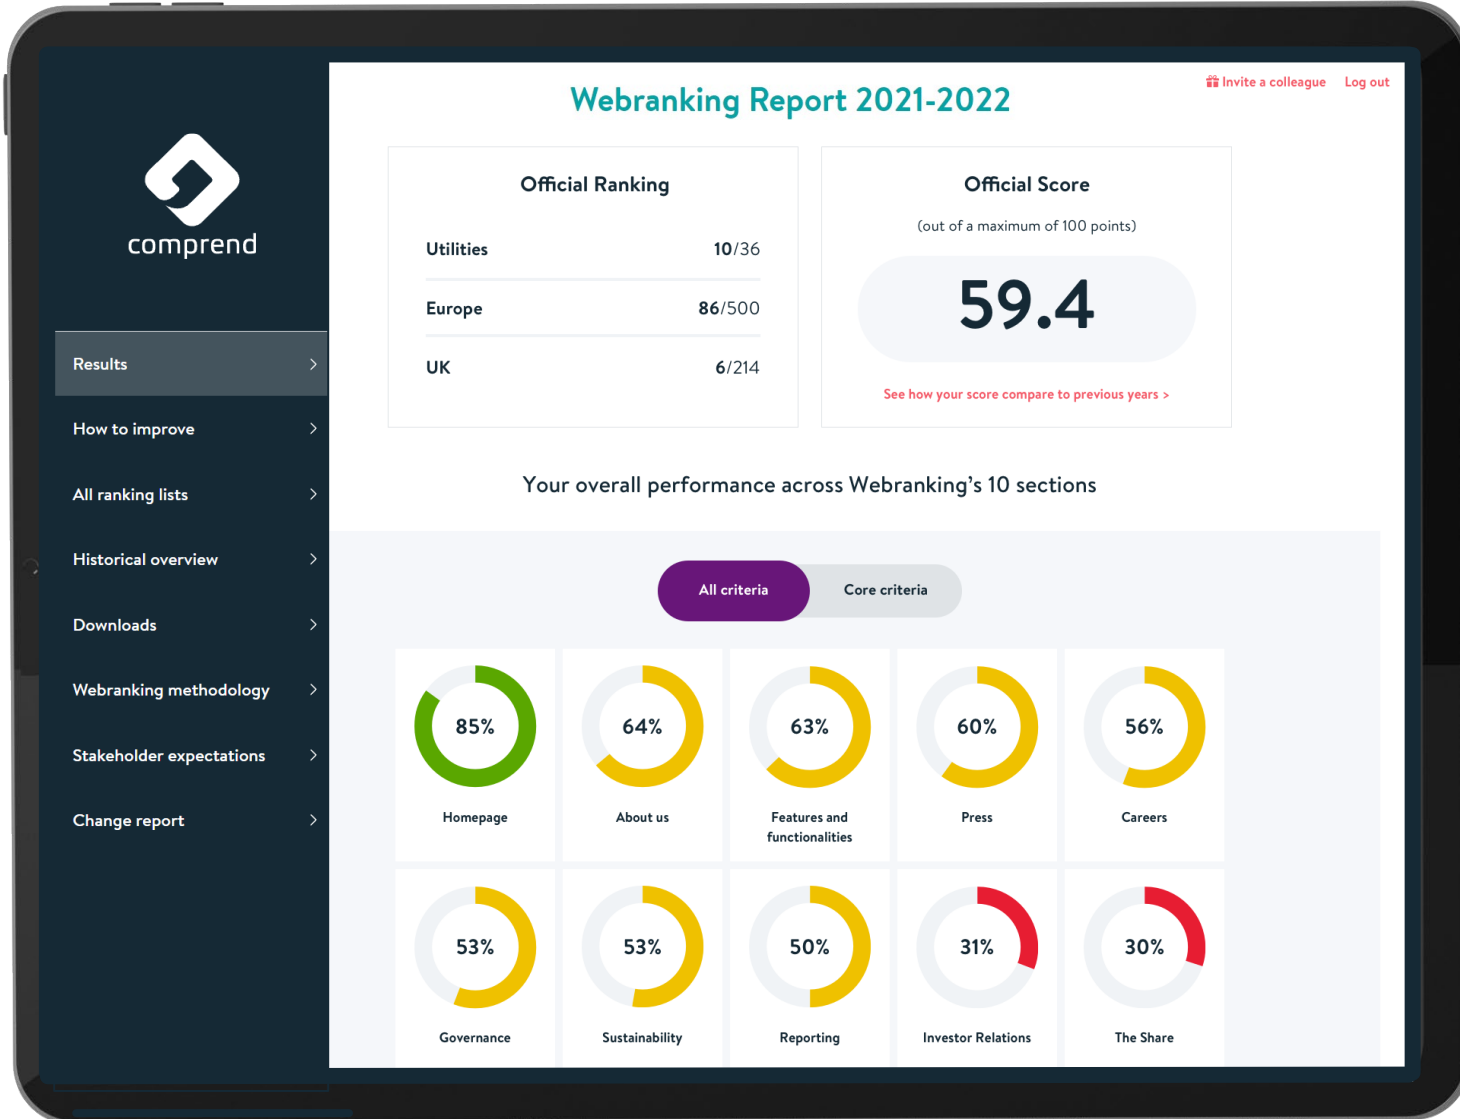 comprend
Results
How to improve
All ranking lists
Historical overview
Downloads
Webranking methodology
Stakeholder expectations
Change report
Invite a colleague Log out
Webranking Report 2021-2022
Official Ranking
Utilities 10/36
Europe 86/500
UK 6/214
Official Score
(out of a maximum of 100 points)
59.4
See how your score compare to previous years >
Your overall performance across Webranking's 10 sections
All criteria Core criteria
85% 64% 63% 60% 56%
Homepage About us Features and Press Careers
functionalities
53% 53% 50% 31% 30%
Governance Sustainability Reporting Investor Relations The Share